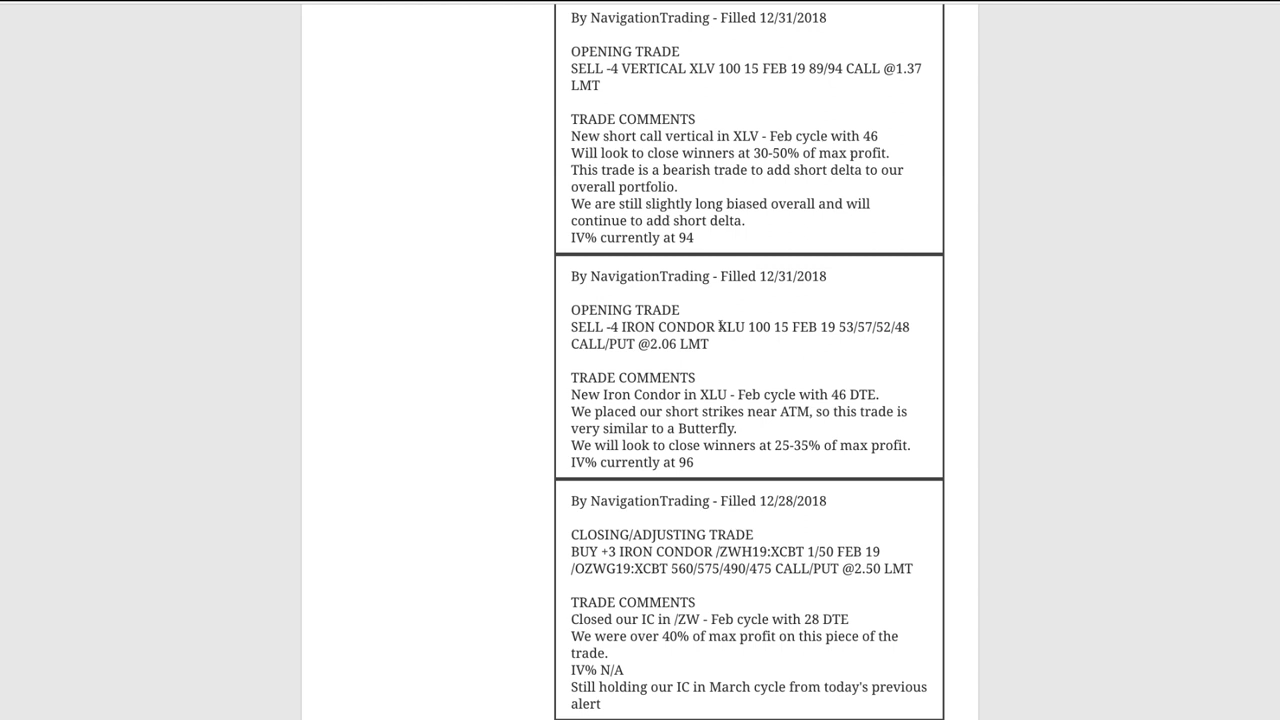 By NavigationTrading - Filled 12/31/2018
OPENING TRADE
SELL -4 VERTICAL XLV 100 15 FEB 19 89/94 CALL @1.37
LMT
TRADE COMMENTS
New short call vertical in XLV - Feb cycle with 46
Will look to close winners at 30-50% of max profit.
This trade is a bearish trade to add short delta to our
overall portfolio.
We are still slightly long biased overall and will
continue to add short delta.
IV% currently at 94
By NavigationTrading - Filled 12/31/2018
OPENING TRADE
SELL -4 IRON CONDOR XLU 100 15 FEB 19 53/57/52/48
CALL/PUT @2.06 LMT
TRADE COMMENTS
New Iron Condor in XLU - Feb cycle with 46 DTE.
We placed our short strikes near ATM, so this trade is
very similar to a Butterfly.
We will look to close winners at 25-35% of max profit.
IV% currently at 96
By NavigationTrading - Filled 12/28/2018
CLOSING/ADJUSTING TRADE
BUY +3 IRON CONDOR /ZWH19:XCBT 1/50 FEB 19
/OZWG19:XCBT 560/575/490/475 CALL/PUT @2.50 LMT
TRADE COMMENTS
Closed our IC in /ZW - Feb cycle with 28 DTE
We were over 40% of max profit on this piece of the
trade.
IV% N/A
Still holding our IC in March cycle from today's previous
alert